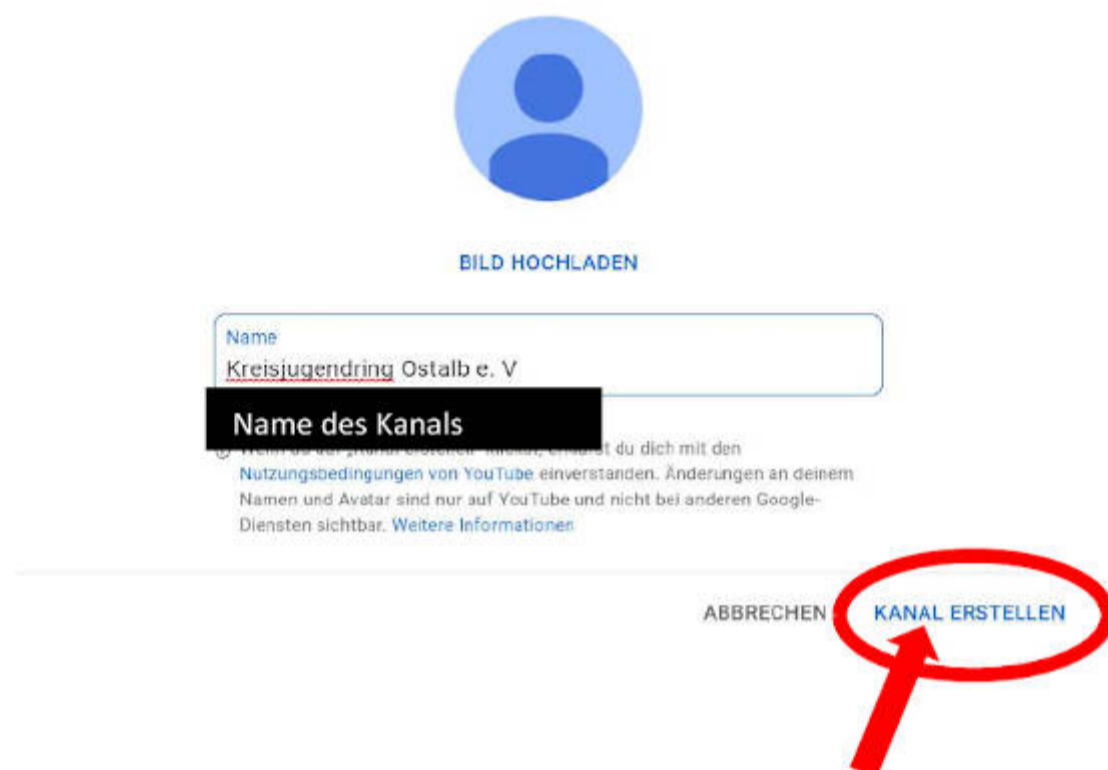 BILD HOCHLADEN
Name
Kreisjugendring Ostalb e. V
Name des Kanals
du dich mit den
Nutzungsbedingungen von YouTube einverstanden. Änderungen an deinem
Namen und Avatar sind nur auf YouTube und nicht bei anderen Google-
Diensten sichtbar. Weitere Informationen
ABBRECHEN
KANAL ERSTELLEN